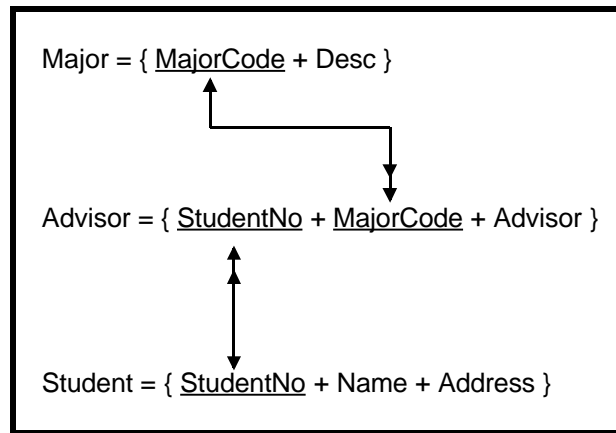 Major = { MajorCode + Desc }
Advisor = { StudentNo + MajorCode + Advisor }
Student = { StudentNo + Name + Address }